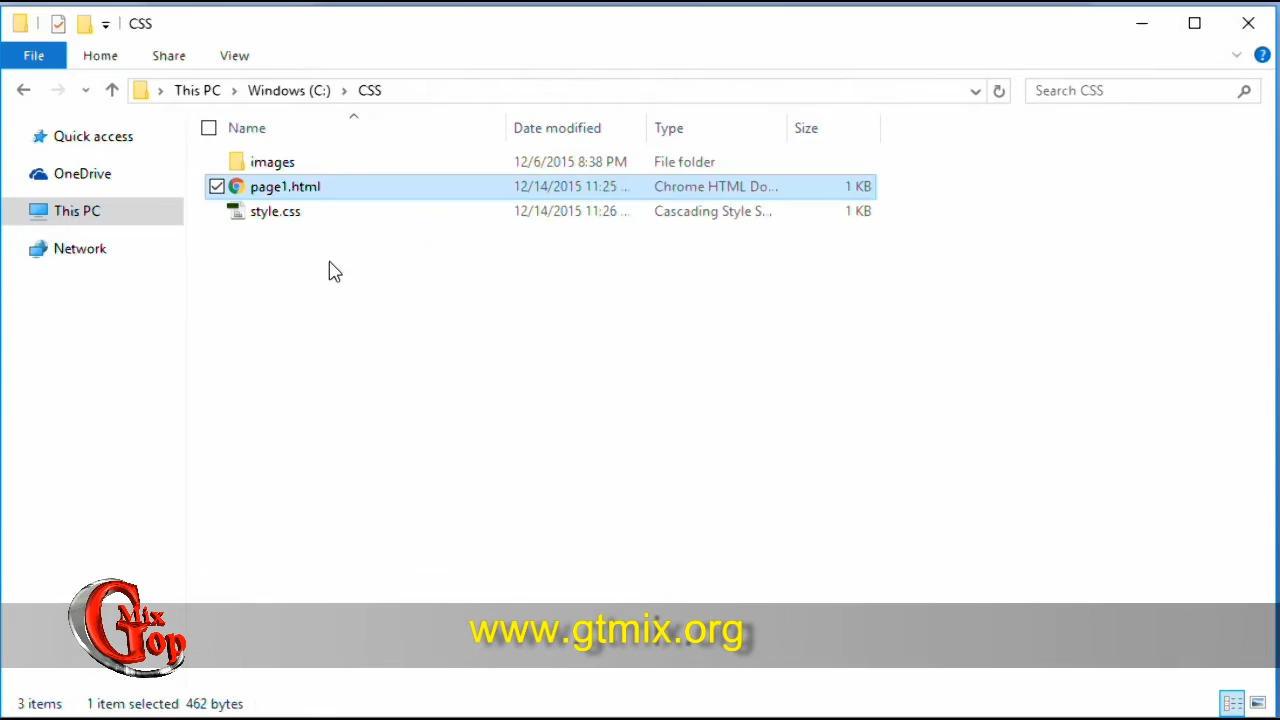 CSS
File Home Share View
This PC Windows (C:) CSS Search CSS
Name Date modified Type Size
Quick access
OneDrive
This PC
Network
images 12/6/2015 8:38 PM File folder
page1.html 12/14/2015 11:25 ... Chrome HTML Do... 1 KB
style.css 12/14/2015 11:26 ... Cascading Style S... 1 KB
G Mix Top
www.gtmix.org
3 items 1 item selected 462 bytes